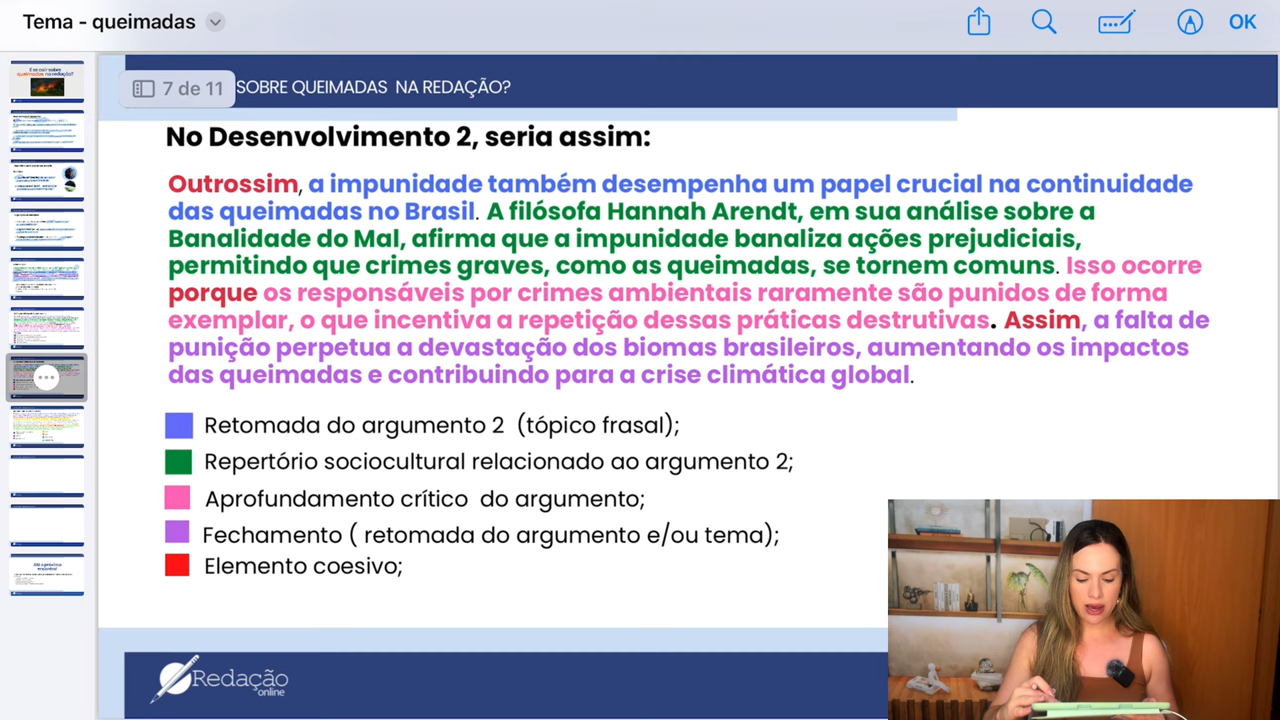 Tema - queimadas
OK
7 de 11
SOBRE QUEIMADAS NA REDAÇÃO?
No Desenvolvimento 2, seria assim:
Outrossim, a impunidade também desempenha um papel crucial na continuidade
das queimadas no Brasil. A filósofa Hannah Arendt, em sua análise sobre a
Banalidade do Mal, afirma que a impunidade banaliza ações prejudiciais,
permitindo que crimes graves, como as queimadas, se tornem comuns. Isso ocorre
porque os responsáveis por crimes ambientais raramente são punidos de forma
exemplar, o que incentiva a repetição dessas práticas destrutivas. Assim, a falta de
punição perpetua a devastação dos biomas brasileiros, aumentando os impactos
das queimadas e contribuindo para a crise climática global.
Retomada do argumento 2 (tópico frasal);
Repertório sociocultural relacionado ao argumento 2;
Aprofundamento crítico do argumento;
Fechamento ( retomada do argumento e/ou tema);
Elemento coesivo;
Redação
online